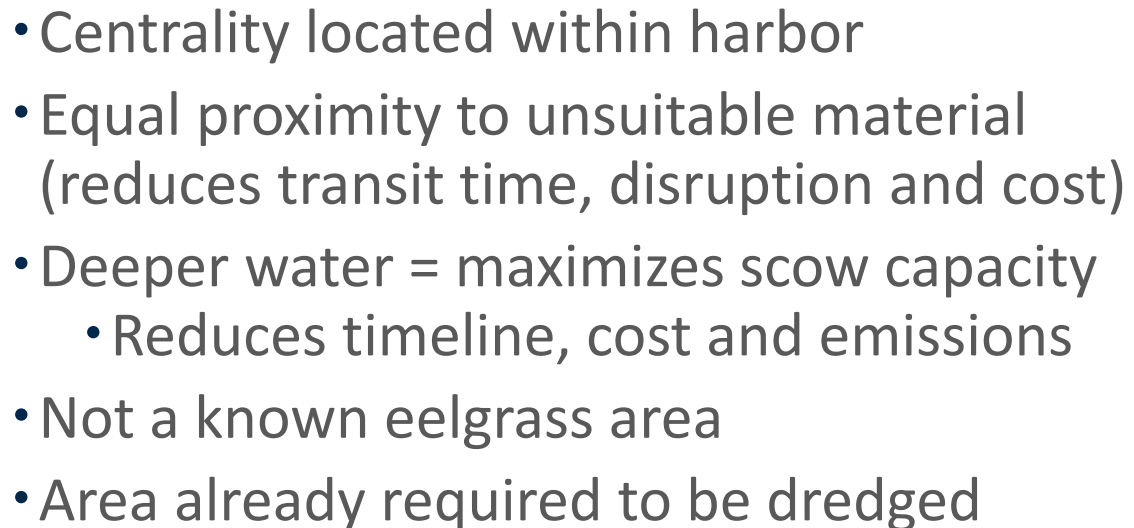 • Centrality located within harbor
• Equal proximity to unsuitable material
(reduces transit time, disruption and cost)
• Deeper water = maximizes scow capacity
• Reduces timeline, cost and emissions
• Not a known eelgrass area
• Area already required to be dredged